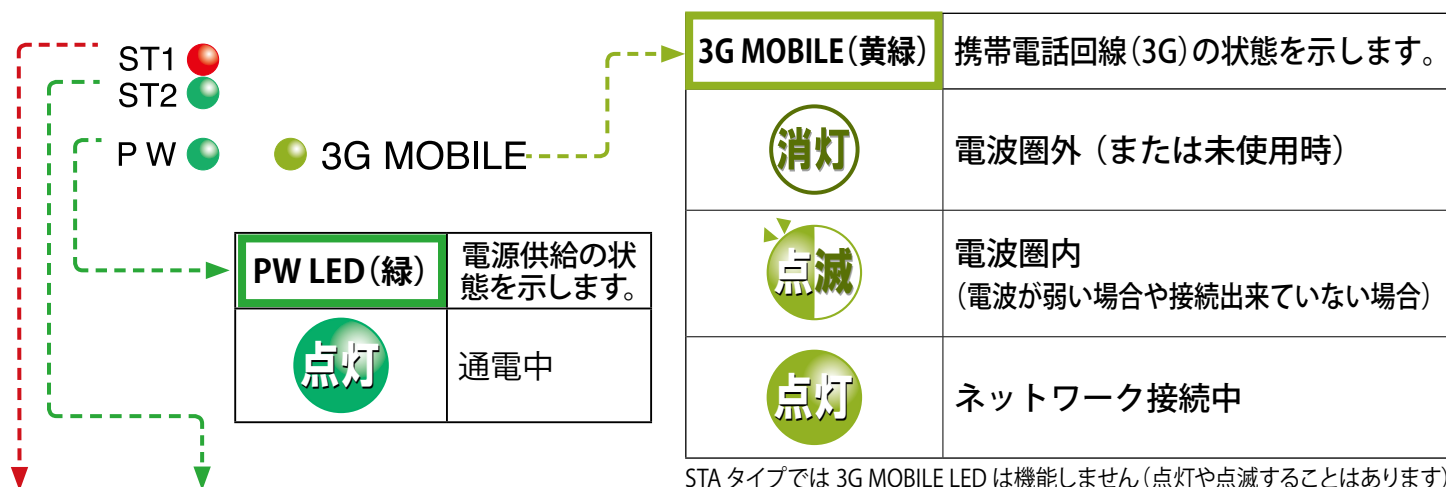 ST1
ST2
PW
3G MOBILE
PW LED(緑)
電源供給の状
態を示します。
点灯
通電中
3G MOBILE(黄緑)
携帯電話回線(3G)の状態を示します。
消灯
電波圏外(または未使用時)
点滅
電波圏内
(電波が弱い場合や接続出来ていない場合)
点灯
ネットワーク接続中
STA タイプでは 3G MOBILE LED は機能しません(点灯や点滅することはあります)